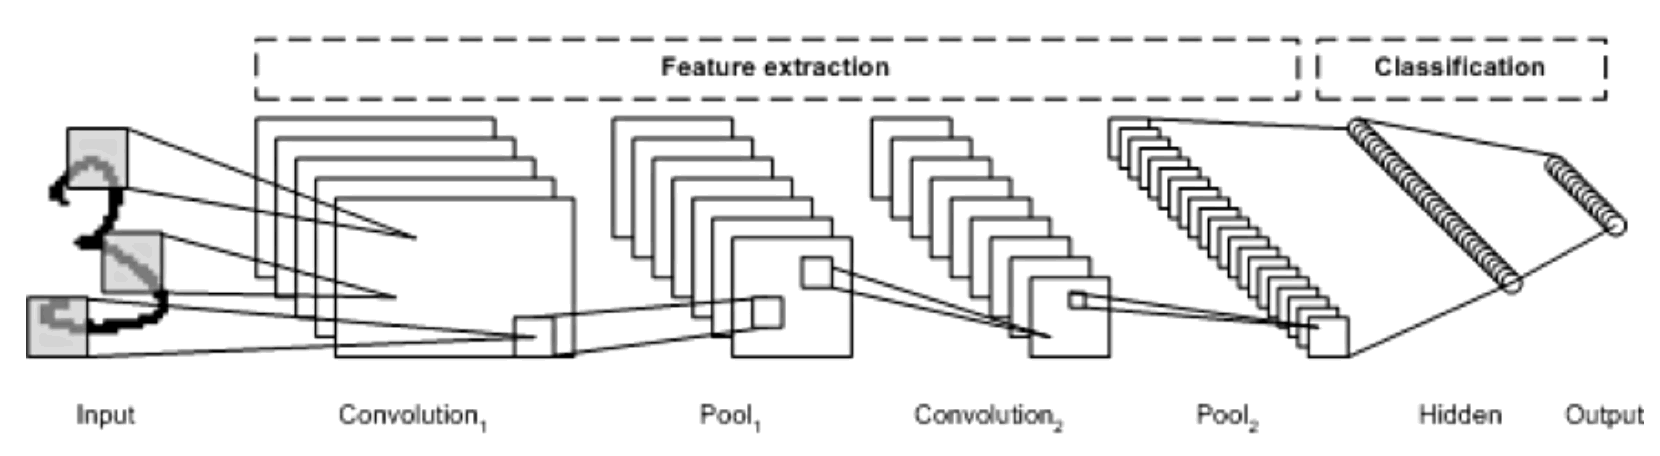 Feature extraction
Classification
Input
Convolution₁
Pool₁
Convolution₂
Pool₂
Hidden
Output